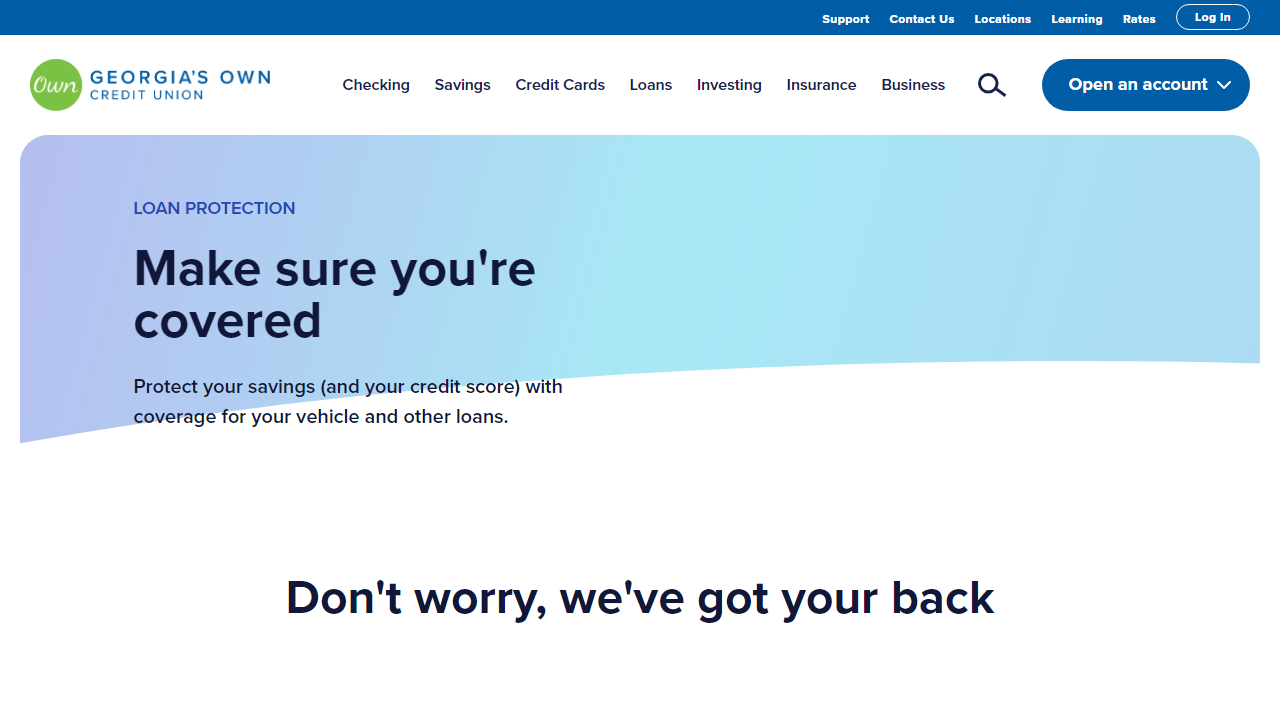 Support Contact Us Locations Learning Rates Log In
Own GEORGIA'S OWN
CREDIT UNION
Checking Savings Credit Cards Loans Investing Insurance Business Open an account
LOAN PROTECTION
Make sure you're
covered
Protect your savings (and your credit score) with
coverage for your vehicle and other loans.
Don't worry, we've got your back